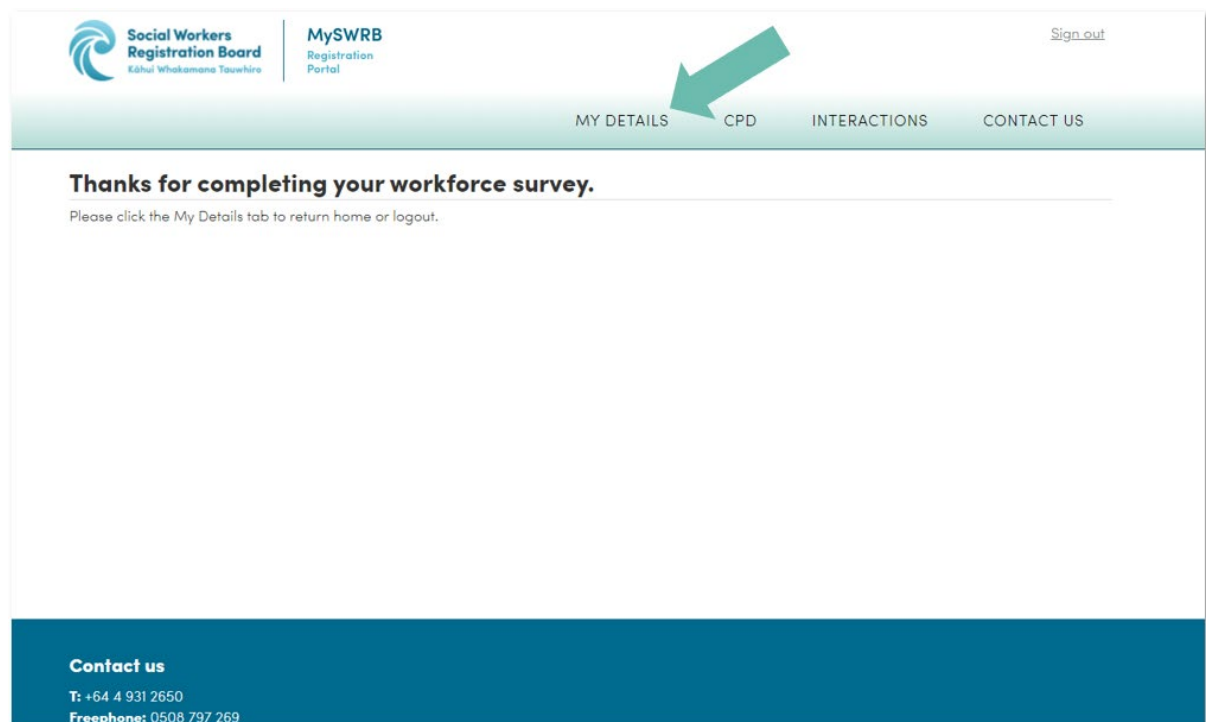 Social Workers
Registration Board
Kāhui Whakamana Tauwhiro
MySWRB
Registration
Portal
Sign out
MY DETAILS CPD INTERACTIONS CONTACT US
Thanks for completing your workforce survey.
Please click the My Details tab to return home or logout.
Contact us
T: +64 4 931 2650
Freephone: 0508 797 269